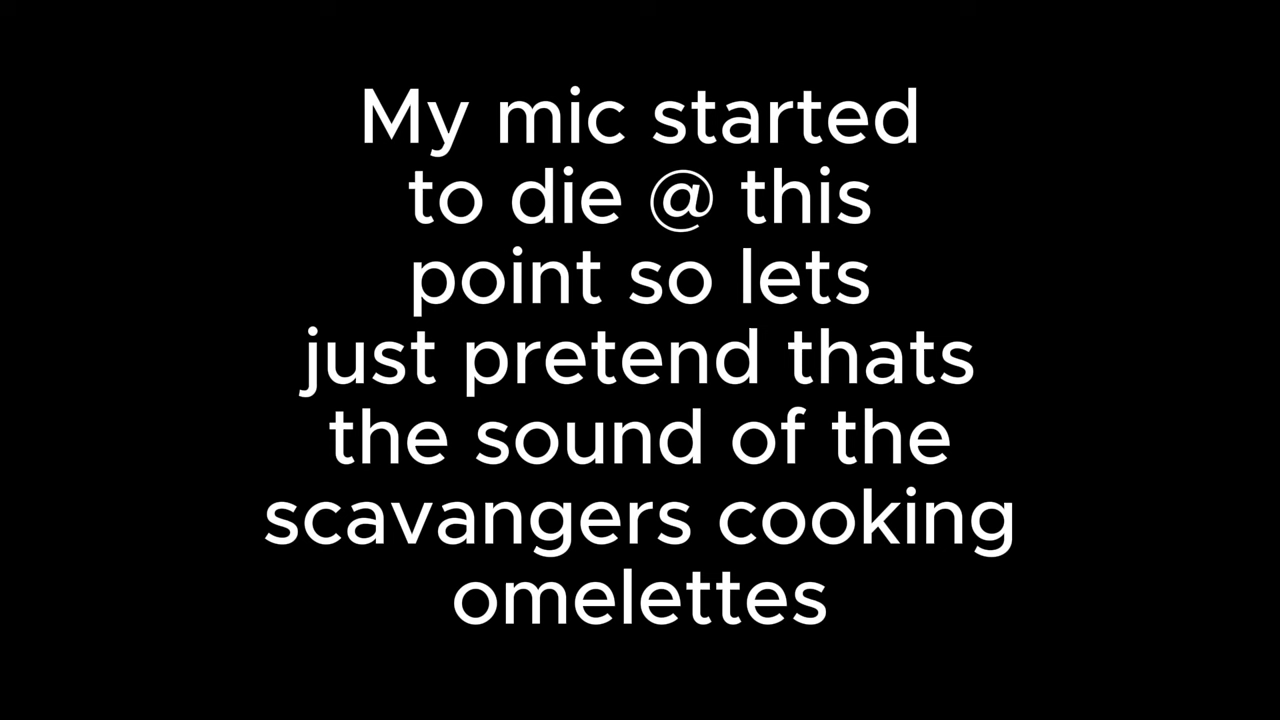 My mic started
to die @ this
point so lets
just pretend thats
the sound of the
scavangers cooking
omelettes